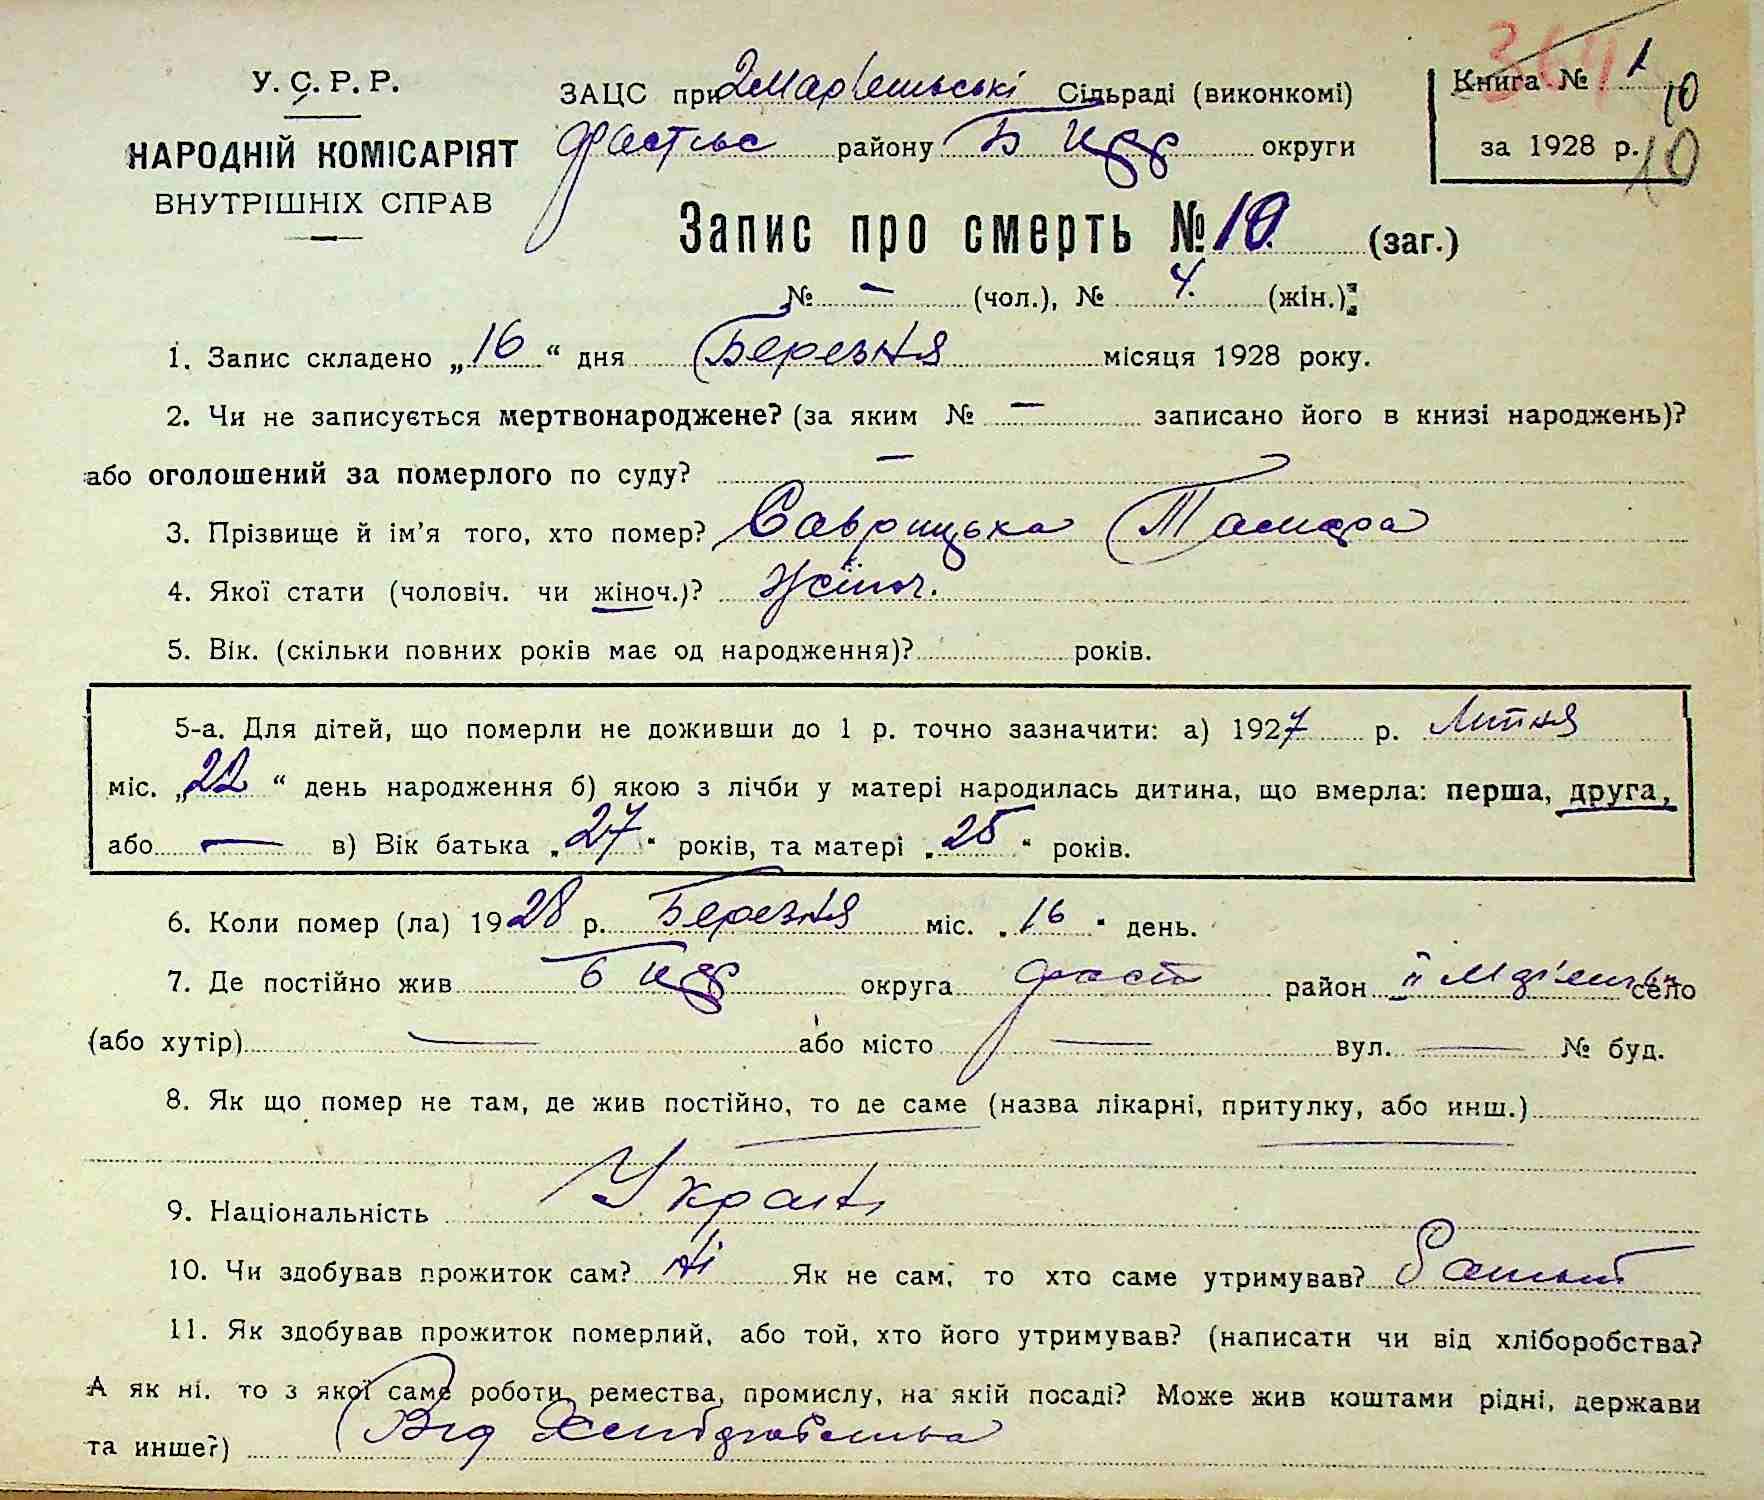 У. С. Р. Р.
НАРОДНІЙ КОМІСАРІЯТ
ВНУТРІШНІХ СПРАВ
ЗАЦС при Сільраді (виконкомі)
району округи
364
Книга № 1
10
за 1928 р.
10
Запис про смерть № 10. (заг.)
№ — (чол.), № 4. (жін.);
1. Запис складено „16“ дня Березня місяця 1928 року.
2. Чи не записується мертвонароджене? (за яким № — записано його в книзі народжень)?
або оголошений за померлого по суду? —
3. Прізвище й ім’я того, хто помер? Саврицька Тамара
4. Якої стати (чоловіч. чи жіноч.)? жіноч.
5. Вік. (скільки повних років має од народження)? років.
5-а. Для дітей, що померли не доживши до 1 р. точно зазначити: а) 1927 р. Липня
міс. „22“ день народження б) якою з лічби у матері народилась дитина, що вмерла: перша, друга,
або — в) Вік батька „27“ років, та матері „25“ років.
6. Коли помер (ла) 1928 р. Березня міс. „16“ день.
7. Де постійно жив округа район село
(або хутір) — або місто — вул. — № буд.
8. Як що помер не там, де жив постійно, то де саме (назва лікарні, притулку, або инш.)
9. Національність Україн
10. Чи здобував прожиток сам? ні Як не сам, то хто саме утримував?
11. Як здобував прожиток померлий, або той, хто його утримував? (написати чи від хліборобства?
А як ні. то з якої саме роботи, ремества, промислу, на якій посаді? Може жив коштами рідні, держави
та инше?) Від Хліборобства